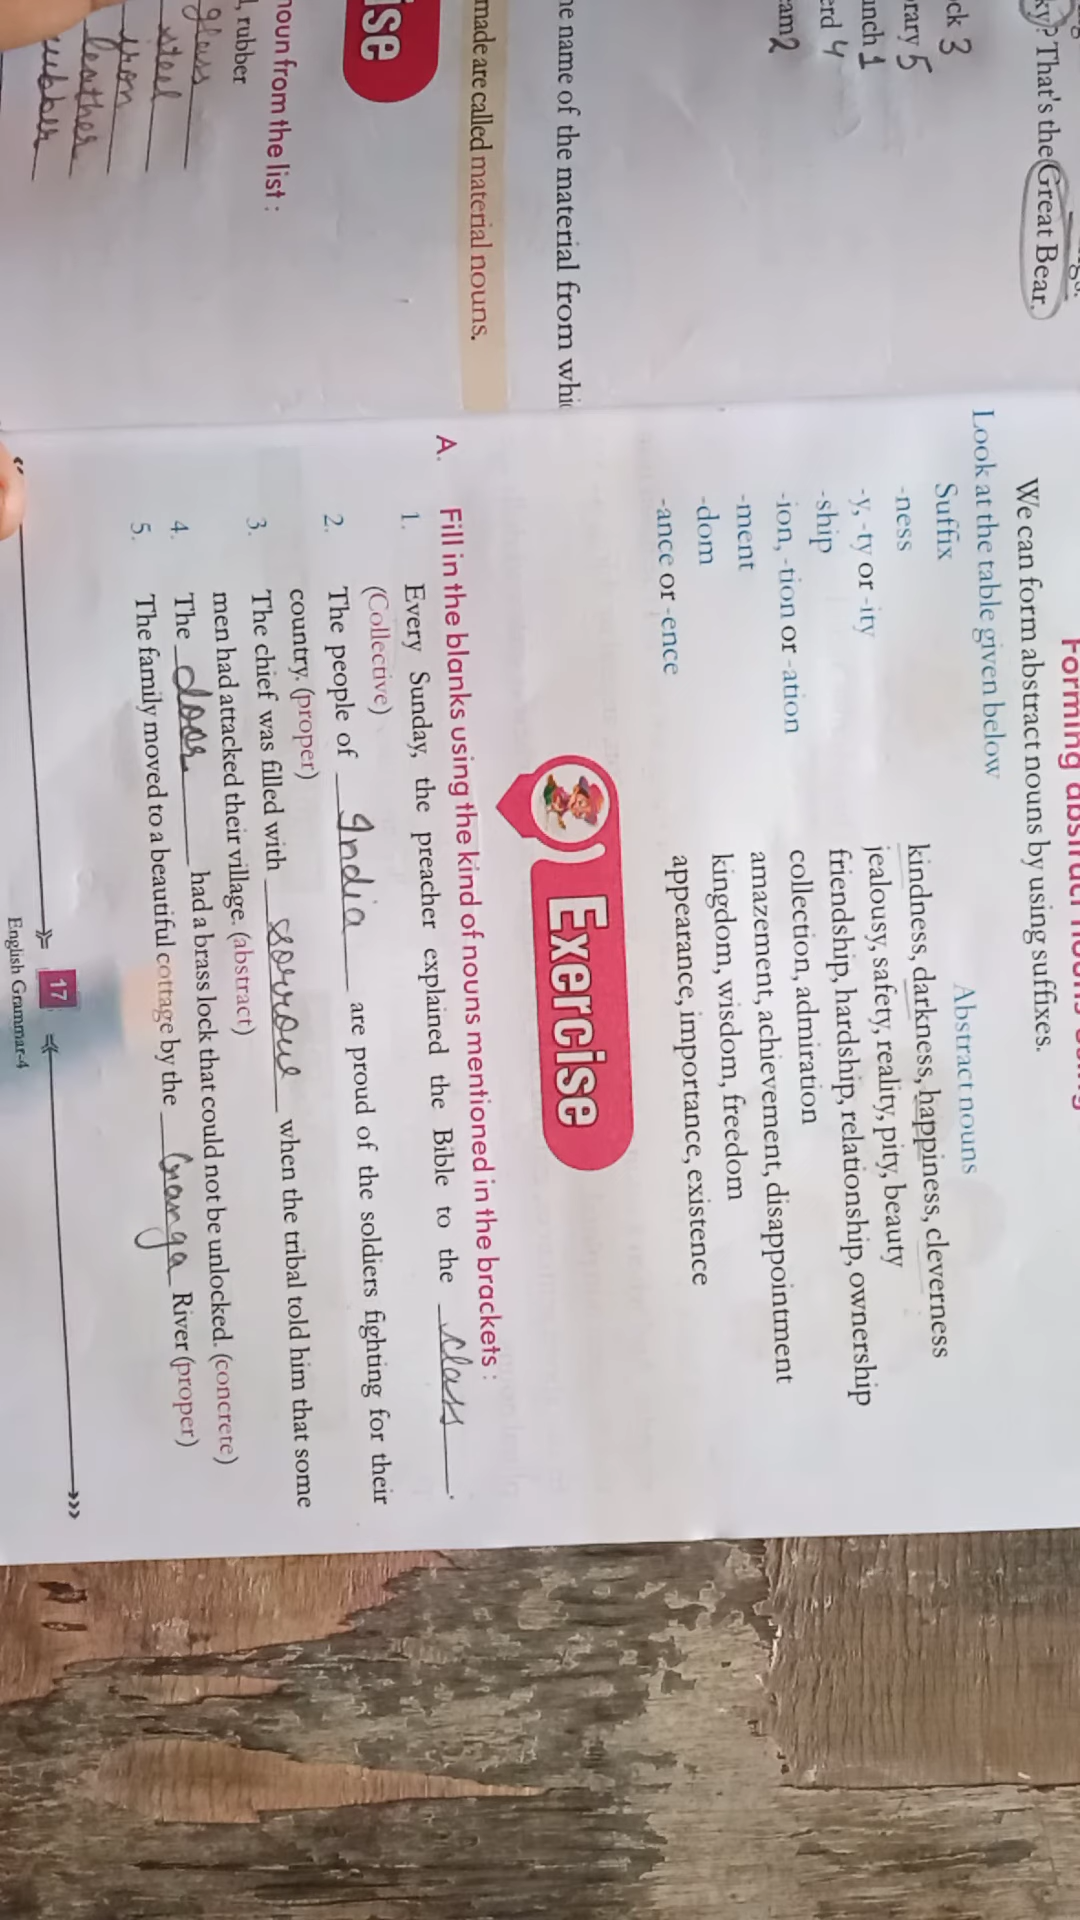 That's the Great Bear.
3
5
1
4
2
he name of the material from
made are called material nouns.
ise
noun from the list :
rubber
glass
steel
iron
leather
rubber
We can form abstract nouns by using suffixes.
Look at the table given below
Suffix Abstract nouns
-ness kindness, darkness, happiness, cleverness
-y, -ty or -ity jealousy, safety, reality, pity, beauty
-ship friendship, hardship, relationship, ownership
-ion, -tion or -ation collection, admiration
-ment amazement, achievement, disappointment
-dom kingdom, wisdom, freedom
-ance or -ence appearance, importance, existence
Exercise
A. Fill in the blanks using the kind of nouns mentioned in the brackets :
1. Every Sunday, the preacher explained the Bible to the class.
(Collective)
2. The people of India are proud of the soldiers fighting for their
country. (proper)
3. The chief was filled with sorrow when the tribal told him that some
men had attacked their village. (abstract)
4. The door had a brass lock that could not be unlocked. (concrete)
5. The family moved to a beautiful cottage by the Ganga River (proper)
17
English Grammar-4